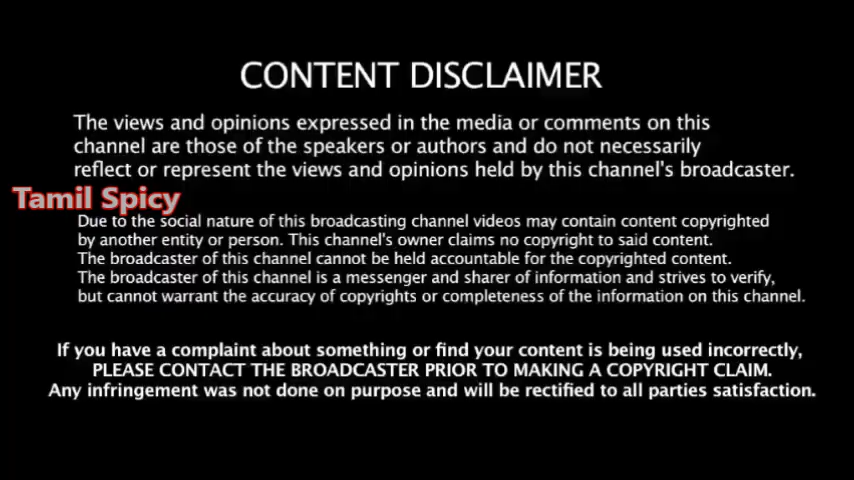 CONTENT DISCLAIMER
The views and opinions expressed in the media or comments on this
channel are those of the speakers or authors and do not necessarily
reflect or represent the views and opinions held by this channel's broadcaster.
Tamil Spicy
Due to the social nature of this broadcasting channel videos may contain content copyrighted
by another entity or person. This channel's owner claims no copyright to said content.
The broadcaster of this channel cannot be held accountable for the copyrighted content.
The broadcaster of this channel is a messenger and sharer of information and strives to verify,
but cannot warrant the accuracy of copyrights or completeness of the information on this channel.
If you have a complaint about something or find your content is being used incorrectly,
PLEASE CONTACT THE BROADCASTER PRIOR TO MAKING A COPYRIGHT CLAIM.
Any infringement was not done on purpose and will be rectified to all parties satisfaction.